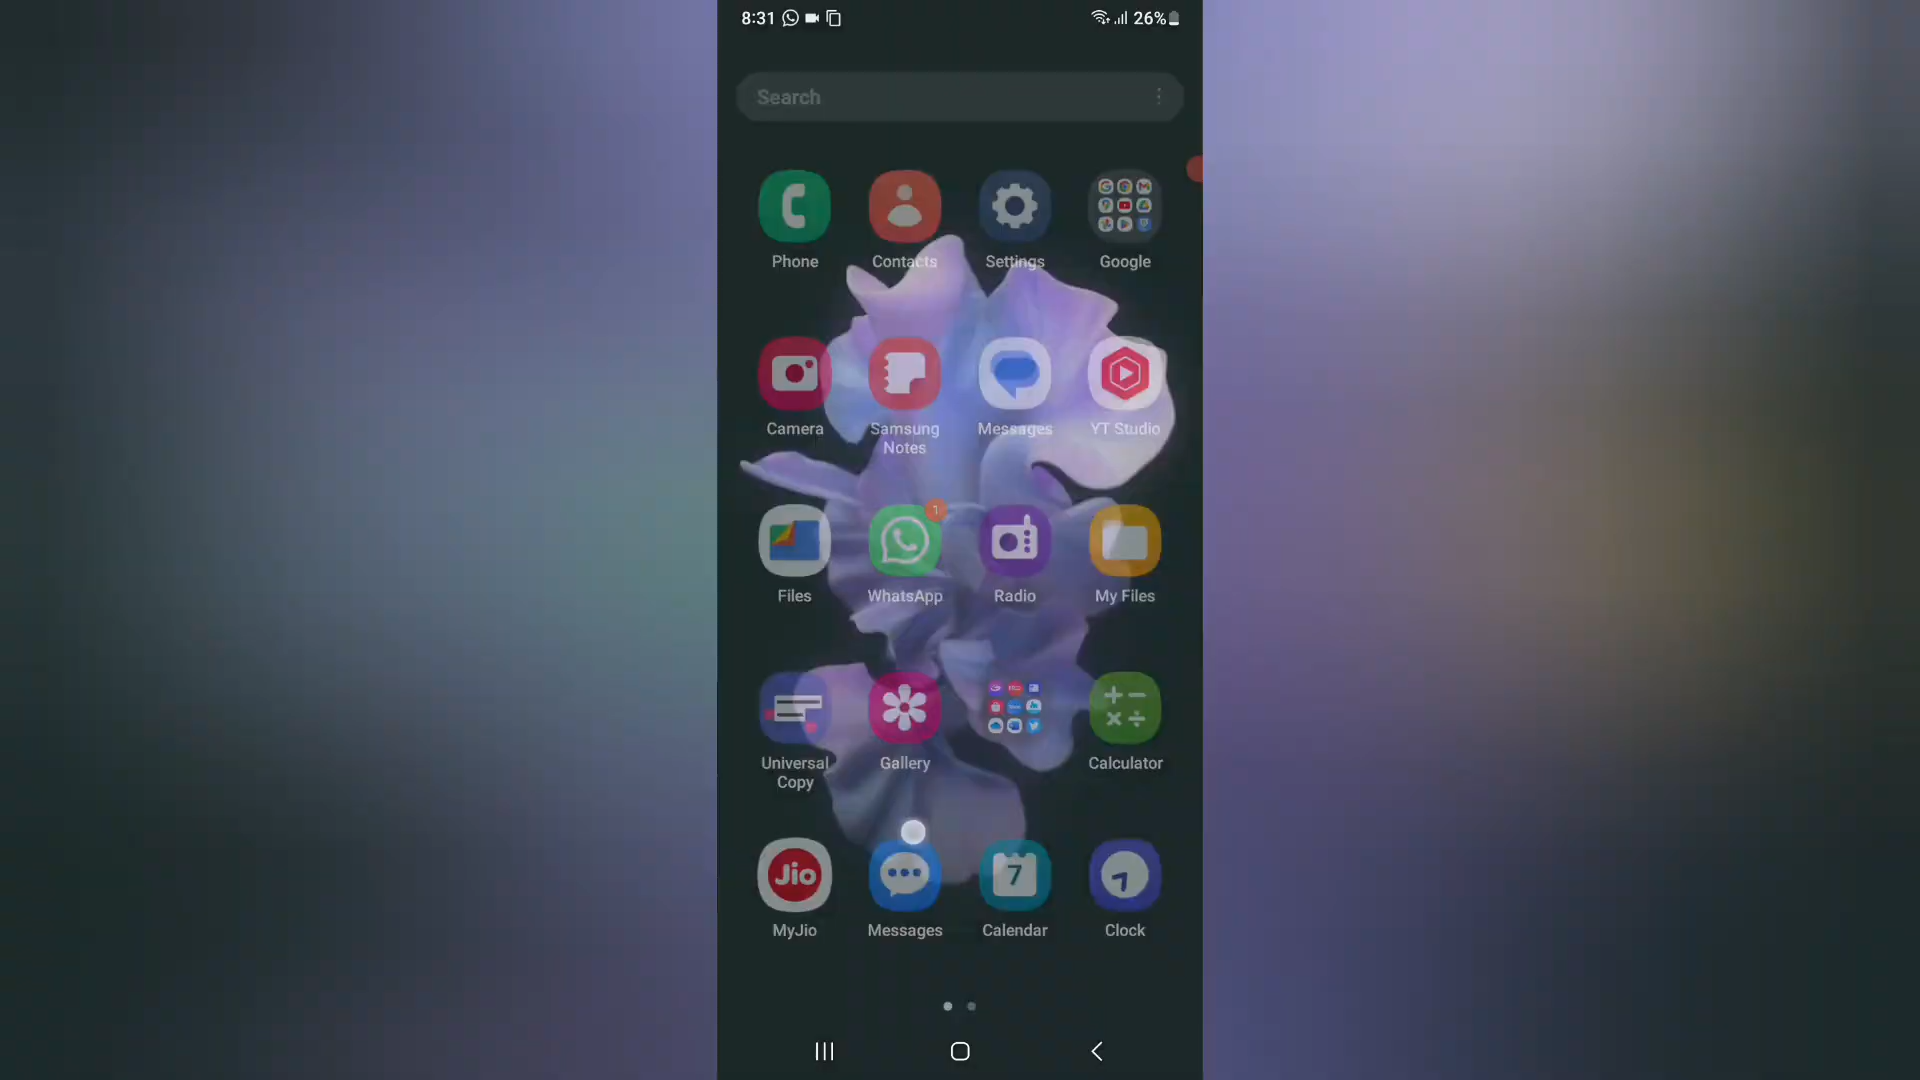 8:31 26%
Search
Phone Contacts Settings Google
Camera Samsung Notes Messages YT Studio
1
Files WhatsApp Radio My Files
Universal Copy Gallery Calculator
Jio 7
MyJio Messages Calendar Clock